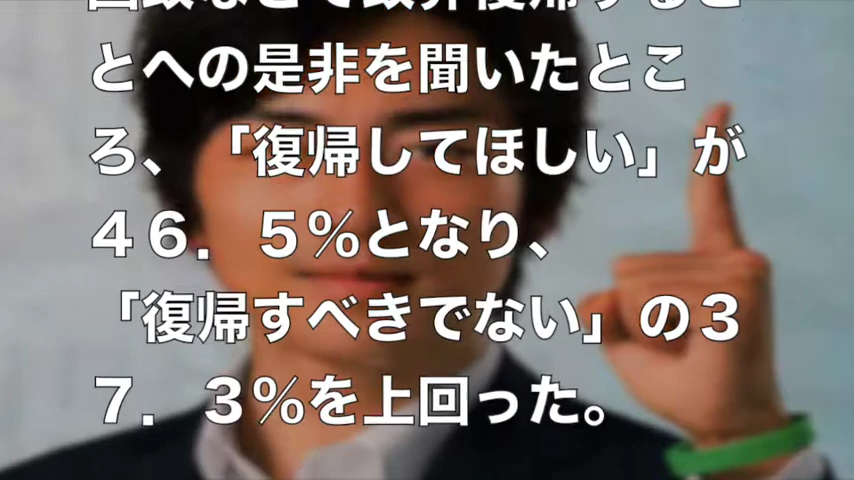 とへの是非を聞いたとこ
ろ、「復帰してほしい」が
４６．５％となり、
「復帰すべきでない」の３
７．３％を上回った。